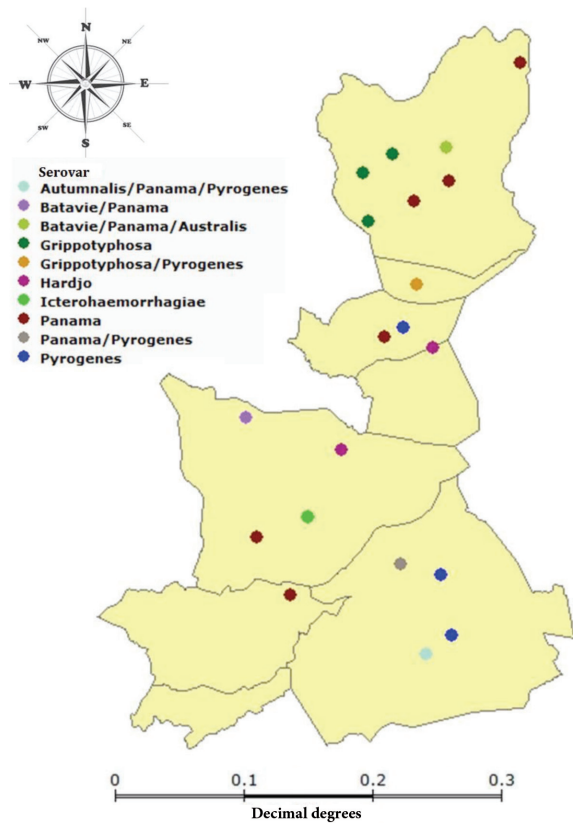 N
NW
NE
W
E
SW
SE
S
Serovar
Autumnalis/Panama/Pyrogenes
Batavie/Panama
Batavie/Panama/Australis
Grippotyphosa
Grippotyphosa/Pyrogenes
Hardjo
Icterohaemorrhagiae
Panama
Panama/Pyrogenes
Pyrogenes
0 0.1 0.2 0.3
Decimal degrees